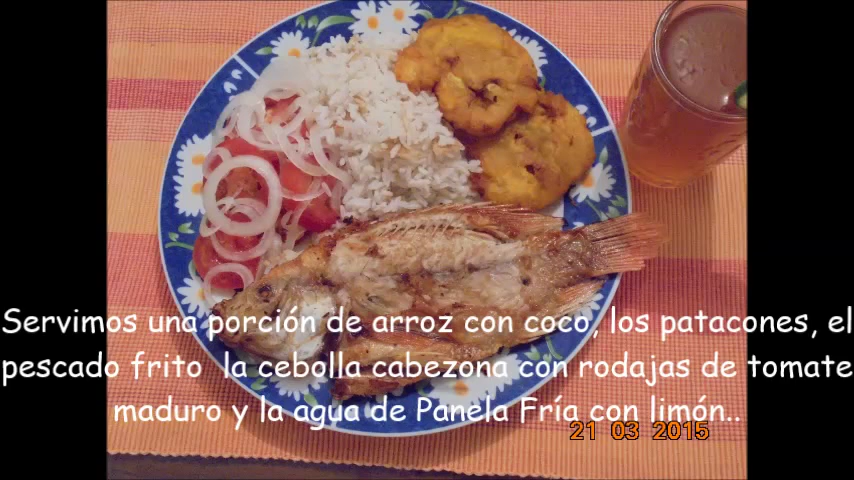 Servimos una porción de arroz con coco, los patacones, el
pescado frito la cebolla cabezona con rodajas de tomate
maduro y la agua de Panela Fría con limón..
21 03 2015